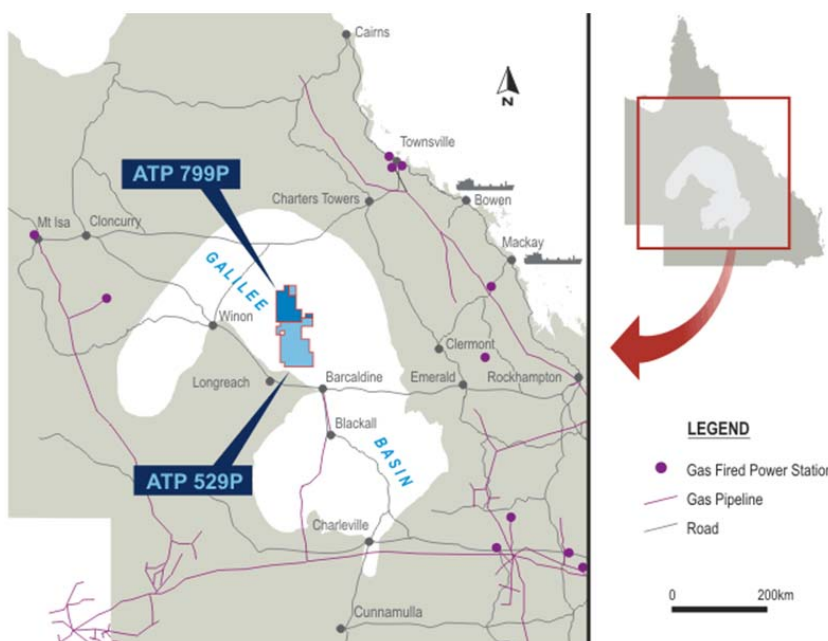 Cairns
N
Townsville
ATP 799P
Charters Towers
Bowen
Mt Isa
Cloncurry
Mackay
GALILEE
Winon
Clermont
Longreach
Barcaldine
Emerald
Rockhampton
Blackall
BASIN
ATP 529P
Charleville
Cunnamulla
LEGEND
Gas Fired Power Station
Gas Pipeline
Road
0 200km